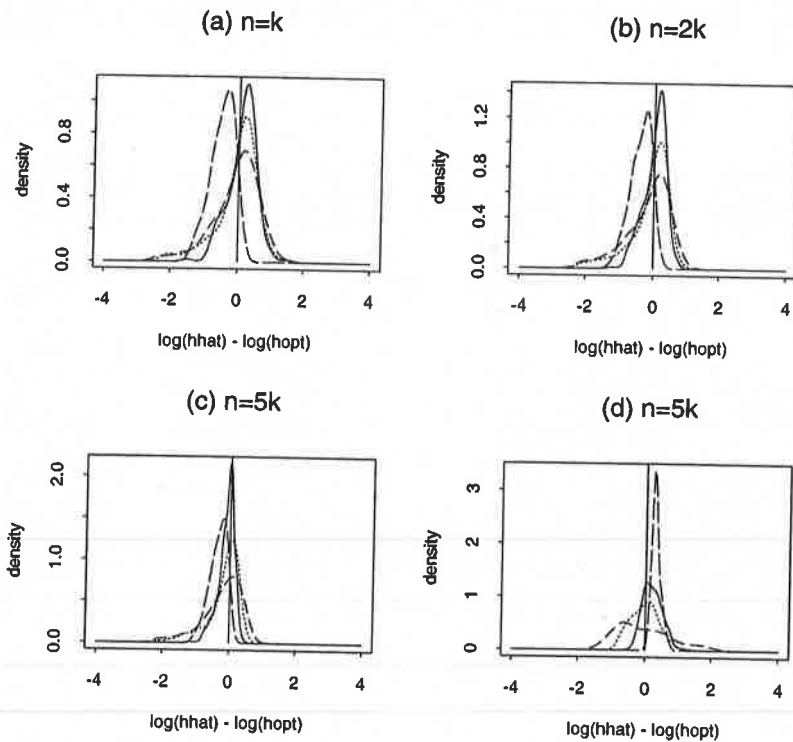 (a) n=k
(b) n=2k
density
0.0 0.4 0.8
-4 -2 0 2 4
log(hhat) - log(hopt)
density
0.0 0.4 0.8 1.2
-4 -2 0 2 4
log(hhat) - log(hopt)
(c) n=5k
(d) n=5k
density
0.0 1.0 2.0
-4 -2 0 2 4
log(hhat) - log(hopt)
density
0 1 2 3
-4 -2 0 2 4
log(hhat) - log(hopt)